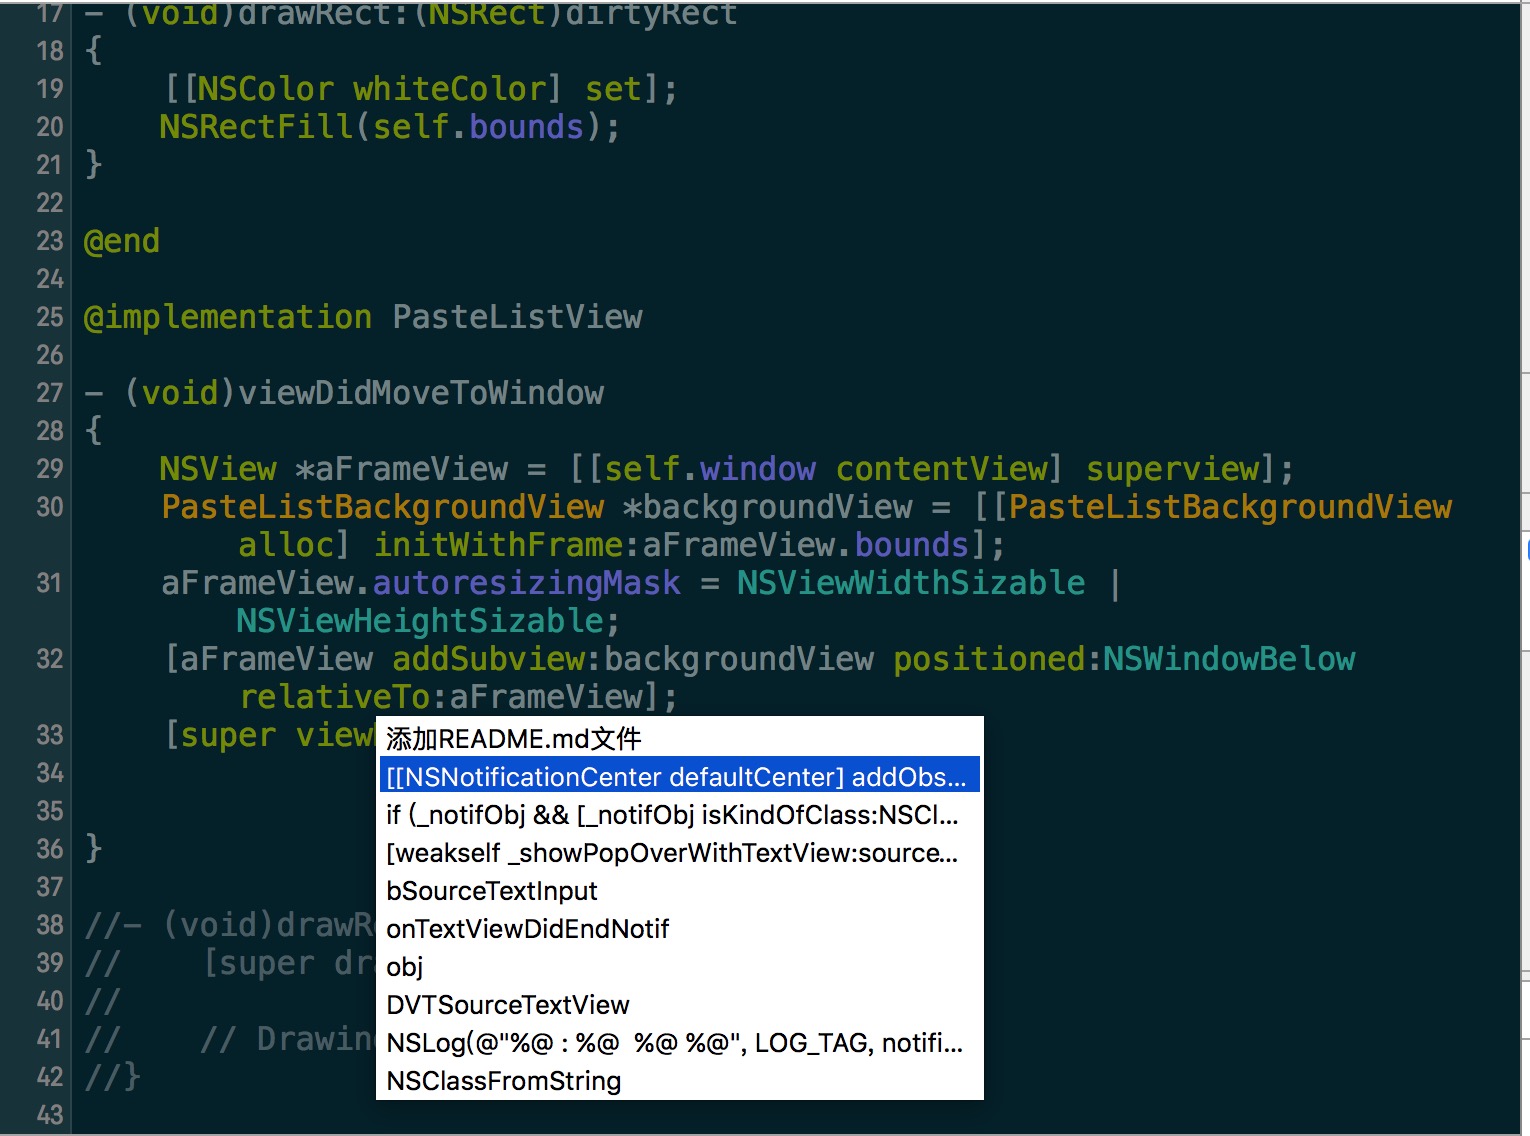 17 - (void)drawRect:(NSRect)dirtyRect
18 {
19 [[NSColor whiteColor] set];
20 NSRectFill(self.bounds);
21 }
22
23 @end
24
25 @implementation PasteListView
26
27 - (void)viewDidMoveToWindow
28 {
29 NSView *aFrameView = [[self.window contentView] superview];
30 PasteListBackgroundView *backgroundView = [[PasteListBackgroundView
alloc] initWithFrame:aFrameView.bounds];
31 aFrameView.autoresizingMask = NSViewWidthSizable |
NSViewHeightSizable;
32 [aFrameView addSubview:backgroundView positioned:NSWindowBelow
relativeTo:aFrameView];
33 [super view
34
35
36 }
37
38 //- (void)drawR
39 // [super dr
40 //
41 // // Drawin
42 //}
43
添加README.md文件
[[NSNotificationCenter defaultCenter] addObs...
if (_notifObj && [_notifObj isKindOfClass:NSCl...
[weakself _showPopOverWithTextView:source...
bSourceTextInput
onTextViewDidEndNotif
obj
DVTSourceTextView
NSLog(@"%@ : %@  %@ %@", LOG_TAG, notifi...
NSClassFromString